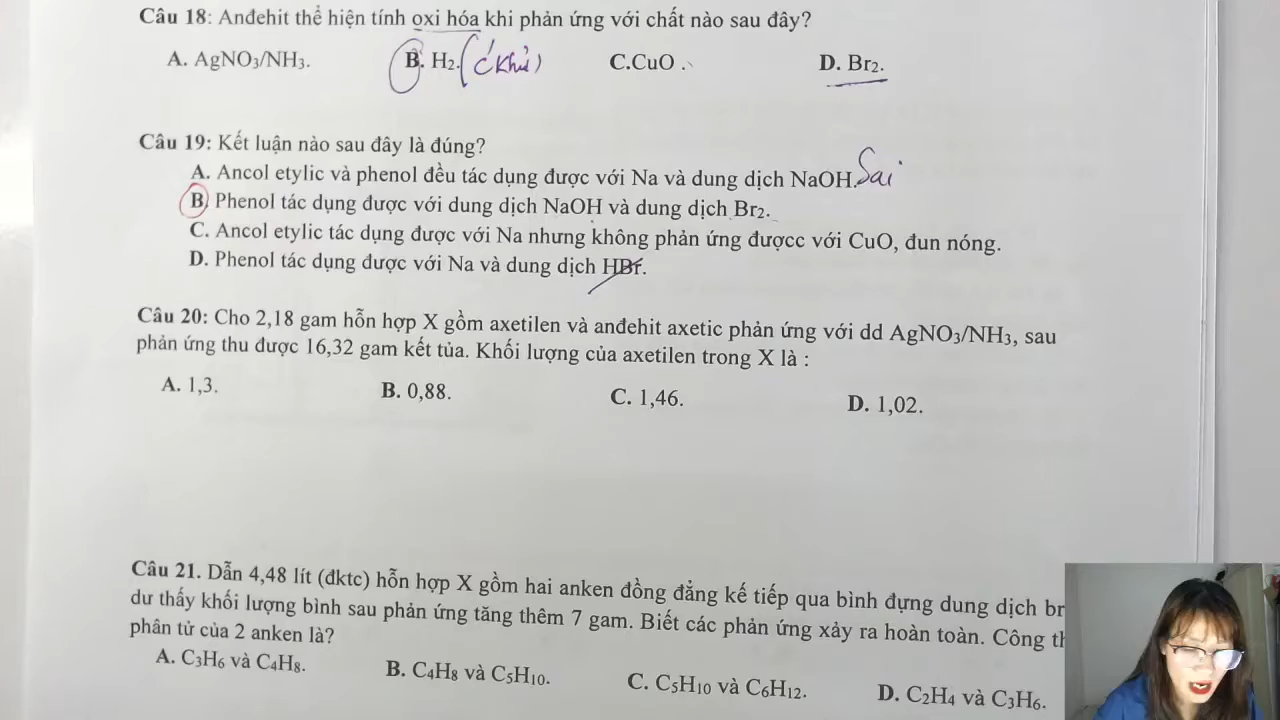 Câu 18: Anđehit thể hiện tính oxi hóa khi phản ứng với chất nào sau đây?
A. AgNO3/NH3. B. H2. (c' khử) C.CuO . D. Br2.
Câu 19: Kết luận nào sau đây là đúng?
A. Ancol etylic và phenol đều tác dụng được với Na và dung dịch NaOH. Sai
B. Phenol tác dụng được với dung dịch NaOH và dung dịch Br2.
C. Ancol etylic tác dụng được với Na nhưng không phản ứng đượcc với CuO, đun nóng.
D. Phenol tác dụng được với Na và dung dịch HBr.
Câu 20: Cho 2,18 gam hỗn hợp X gồm axetilen và anđehit axetic phản ứng với dd AgNO3/NH3, sau
phản ứng thu được 16,32 gam kết tủa. Khối lượng của axetilen trong X là :
A. 1,3. B. 0,88. C. 1,46. D. 1,02.
Câu 21. Dẫn 4,48 lít (đktc) hỗn hợp X gồm hai anken đồng đẳng kế tiếp qua bình đựng dung dịch br
dư thấy khối lượng bình sau phản ứng tăng thêm 7 gam. Biết các phản ứng xảy ra hoàn toàn. Công th
phân tử của 2 anken là?
A. C3H6 và C4H8. B. C4H8 và C5H10. C. C5H10 và C6H12. D. C2H4 và C3H6.